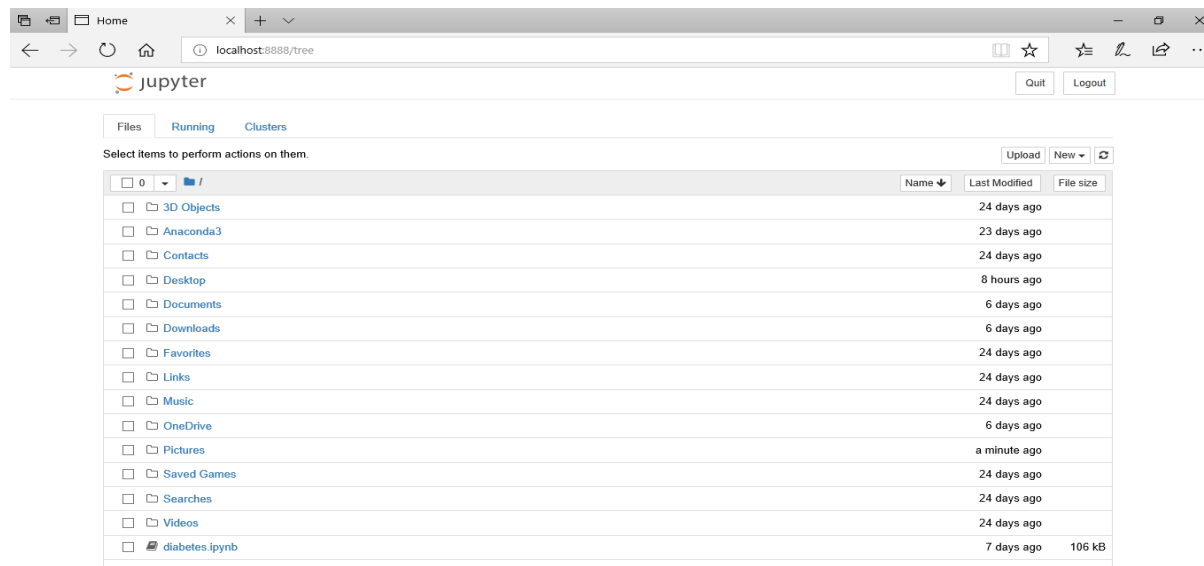 Home
localhost:8888/tree
jupyter
Quit Logout
Files Running Clusters
Select items to perform actions on them.
Upload New
0 /
Name Last Modified File size
3D Objects 24 days ago
Anaconda3 23 days ago
Contacts 24 days ago
Desktop 8 hours ago
Documents 6 days ago
Downloads 6 days ago
Favorites 24 days ago
Links 24 days ago
Music 24 days ago
OneDrive 6 days ago
Pictures a minute ago
Saved Games 24 days ago
Searches 24 days ago
Videos 24 days ago
diabetes.ipynb 7 days ago 106 kB